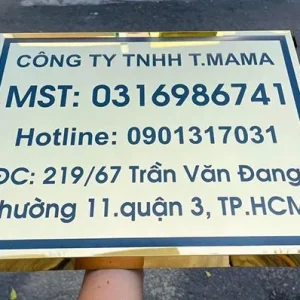 CÔNG TY TNHH T.MAMA
MST: 0316986741
Hotline: 0901317031
ĐC: 219/67 Trần Văn Đang
Phường 11.quận 3, TP.HCM